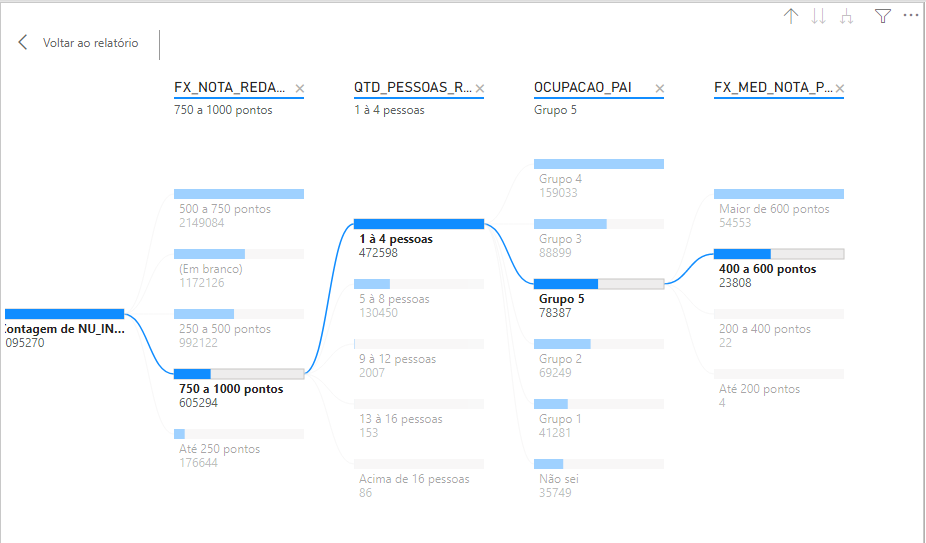 Voltar ao relatório
FX_NOTA_REDA...
750 a 1000 pontos
QTD_PESSOAS_R...
1 à 4 pessoas
OCUPACAO_PAI
Grupo 5
FX_MED_NOTA_P...
400 a 600 pontos
Contagem de NU_IN...
095270
500 a 750 pontos
2149084
(Em branco)
1172126
250 a 500 pontos
992122
750 a 1000 pontos
605294
Até 250 pontos
176644
1 à 4 pessoas
472598
5 à 8 pessoas
130450
9 à 12 pessoas
2007
13 à 16 pessoas
153
Acima de 16 pessoas
86
Grupo 4
159033
Grupo 3
88899
Grupo 5
78387
Grupo 2
69249
Grupo 1
41281
Não sei
35749
Maior de 600 pontos
54553
400 a 600 pontos
23808
200 a 400 pontos
22
Até 200 pontos
4